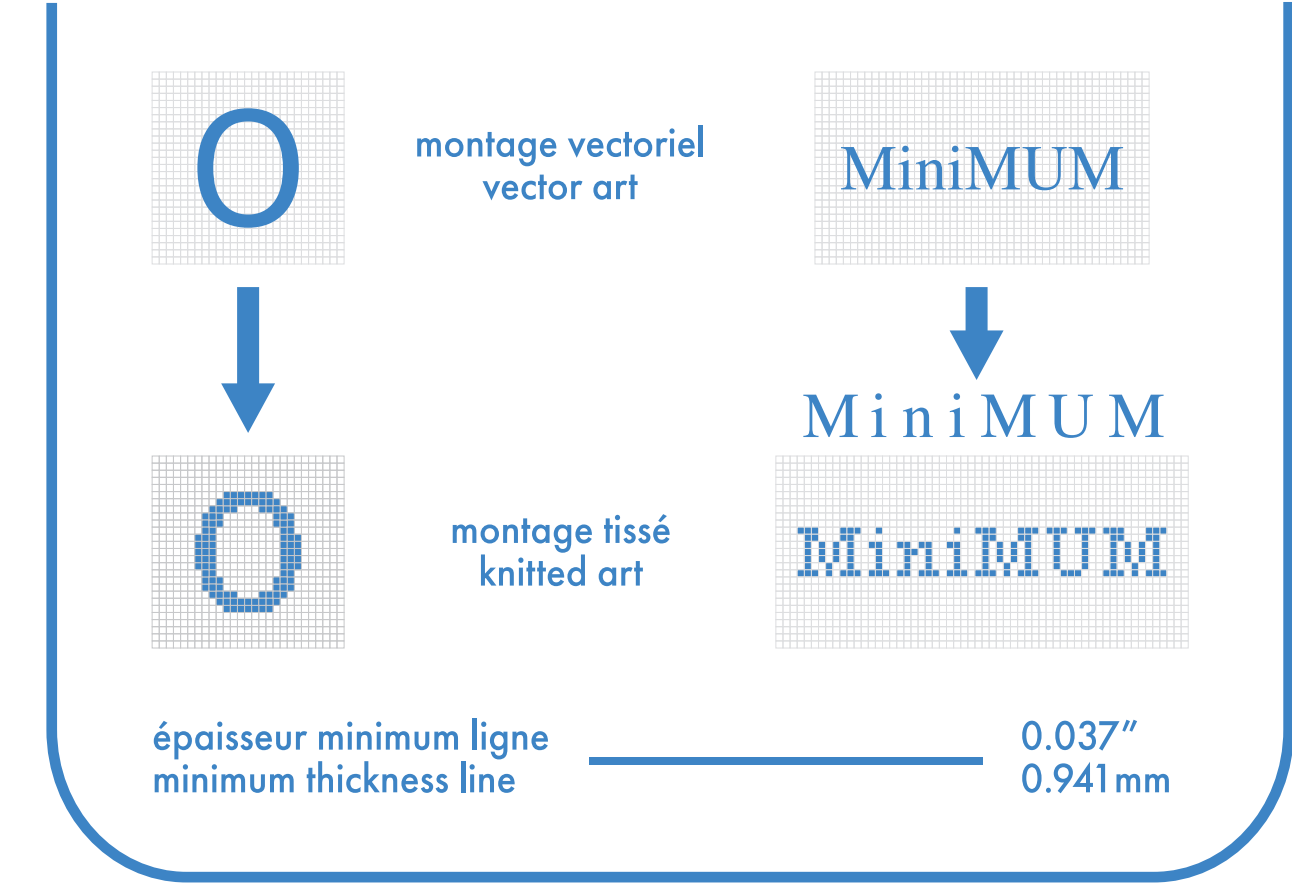 O
montage vectoriel
vector art
MiniMUM
MiniMUM
O
montage tissé
knitted art
MiniMUM
épaisseur minimum ligne
minimum thickness line
0.037"
0.941mm